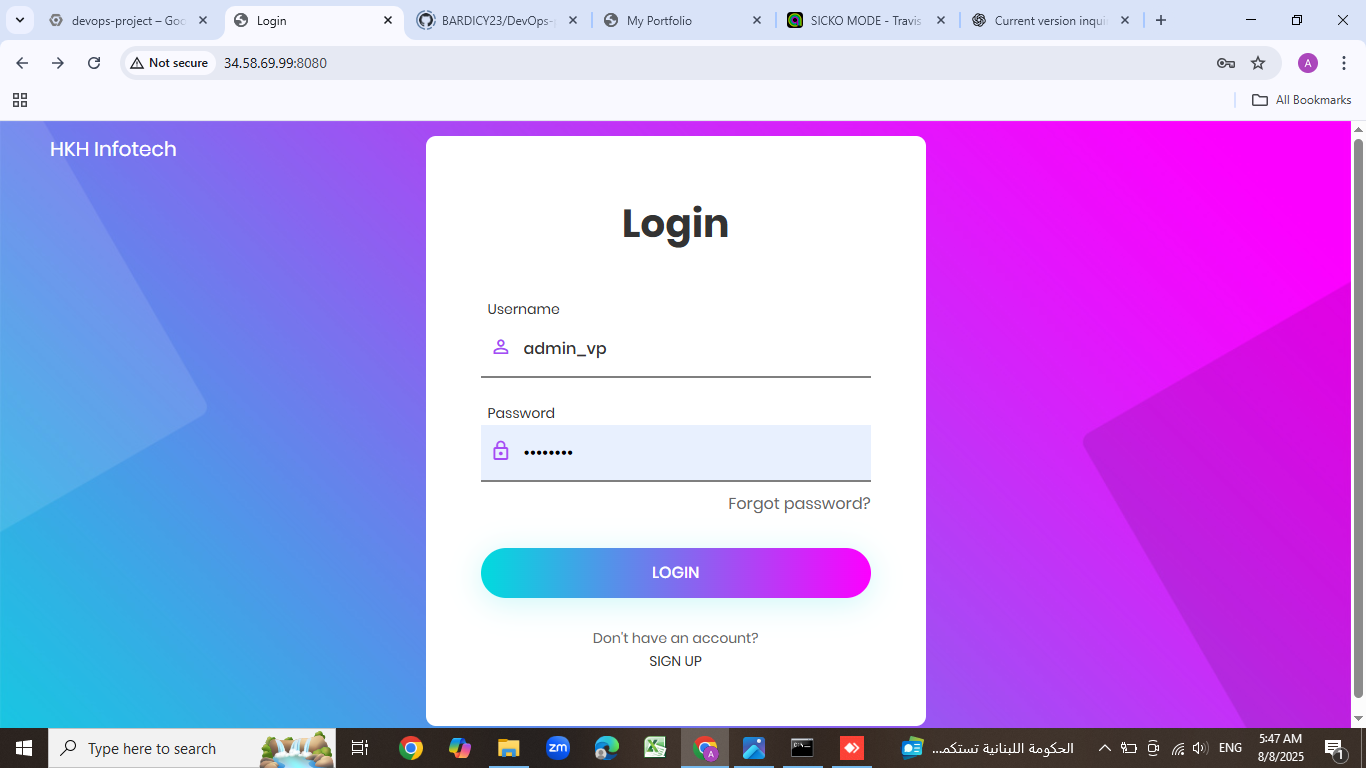 devops-project – Goo
Login
BARDICY23/DevOps-p
My Portfolio
SICKO MODE - Travis
Current version inqui
Not secure
34.58.69.99:8080
A
All Bookmarks
HKH Infotech
Login
Username
admin_vp
Password
••••••••
Forgot password?
LOGIN
Don't have an account?
SIGN UP
Type here to search
zm
A
الحكومة اللبنانية تستكمـ...
ENG
5:47 AM
8/8/2025
1